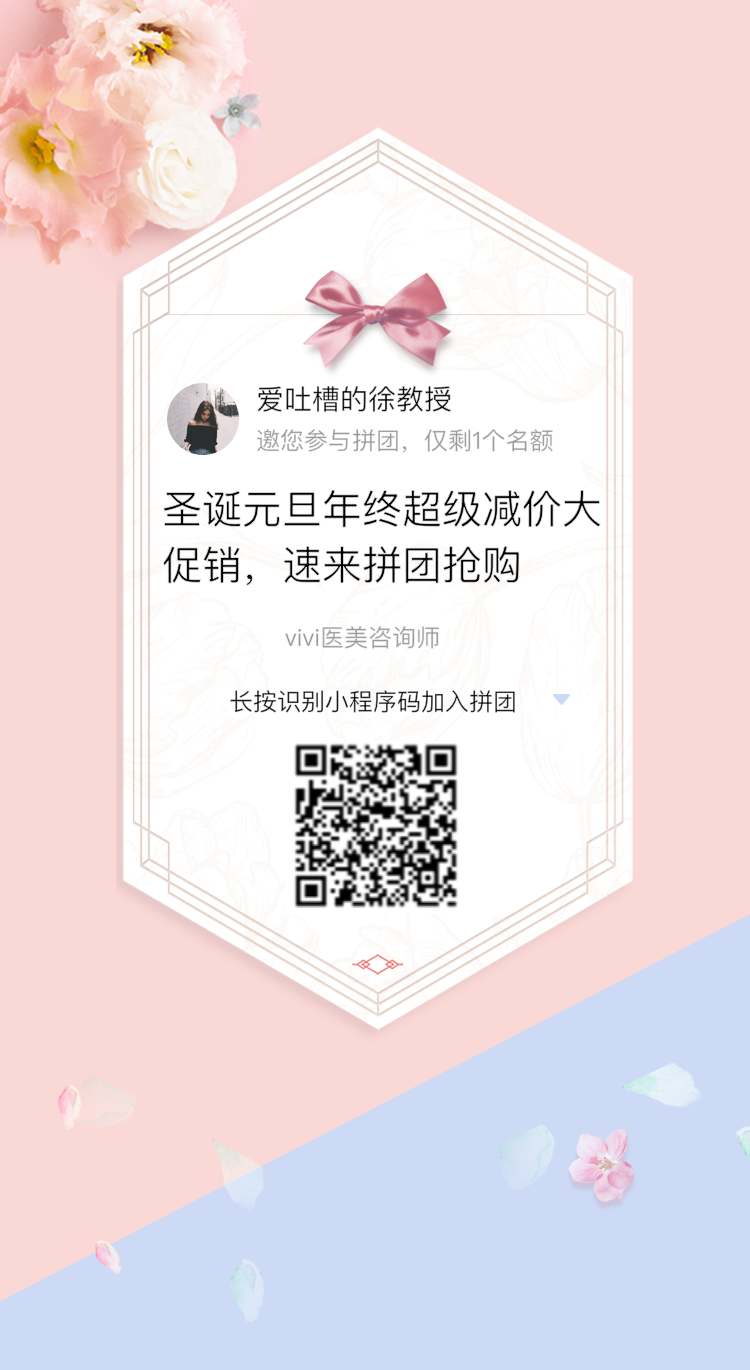 爱吐槽的徐教授
邀您参与拼团，仅剩1个名额
圣诞元旦年终超级减价大
促销，速来拼团抢购
vivi医美咨询师
长按识别小程序码加入拼团